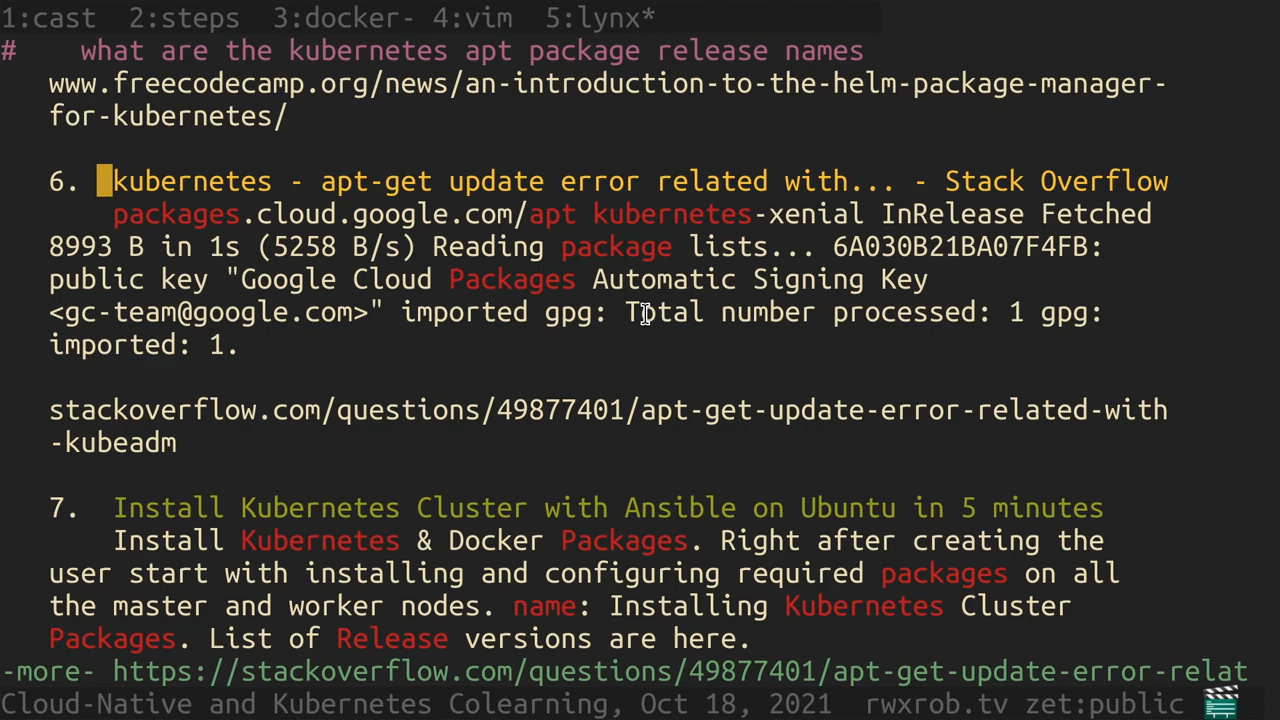 1:cast  2:steps  3:docker- 4:vim  5:lynx*
#    what are the kubernetes apt package release names
www.freecodecamp.org/news/an-introduction-to-the-helm-package-manager-
for-kubernetes/
6.  kubernetes - apt-get update error related with... - Stack Overflow
packages.cloud.google.com/apt kubernetes-xenial InRelease Fetched
8993 B in 1s (5258 B/s) Reading package lists... 6A030B21BA07F4FB:
public key "Google Cloud Packages Automatic Signing Key
<gc-team@google.com>" imported gpg: Total number processed: 1 gpg:
imported: 1.
stackoverflow.com/questions/49877401/apt-get-update-error-related-with
-kubeadm
7.  Install Kubernetes Cluster with Ansible on Ubuntu in 5 minutes
Install Kubernetes & Docker Packages. Right after creating the
user start with installing and configuring required packages on all
the master and worker nodes. name: Installing Kubernetes Cluster
Packages. List of Release versions are here.
-more- https://stackoverflow.com/questions/49877401/apt-get-update-error-relat
Cloud-Native and Kubernetes Colearning, Oct 18, 2021  rwxrob.tv zet:public